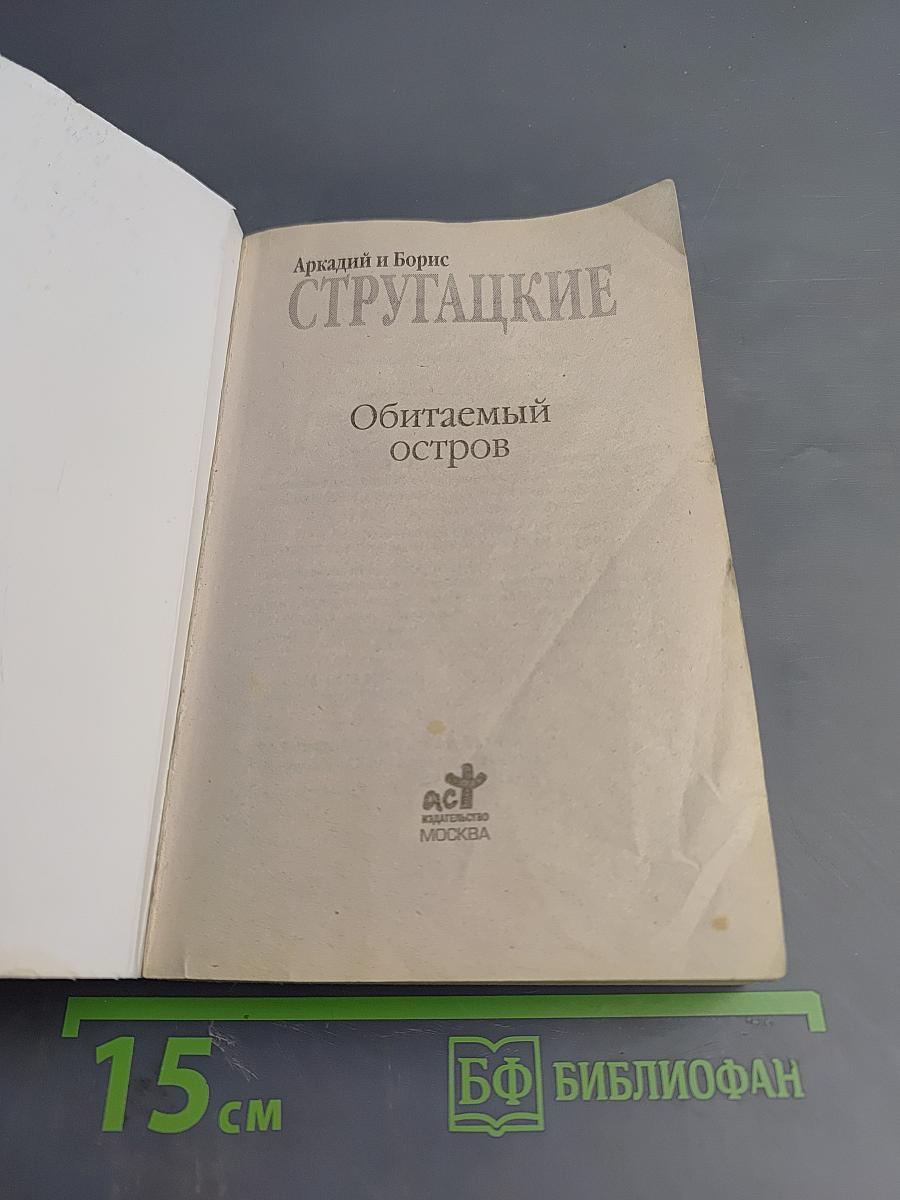 Аркадий и Борис
СТРУГАЦКИЕ
Обитаемый
остров
аст
ИЗДАТЕЛЬСТВО
МОСКВА
15 см
БФ БИБЛИОФАН